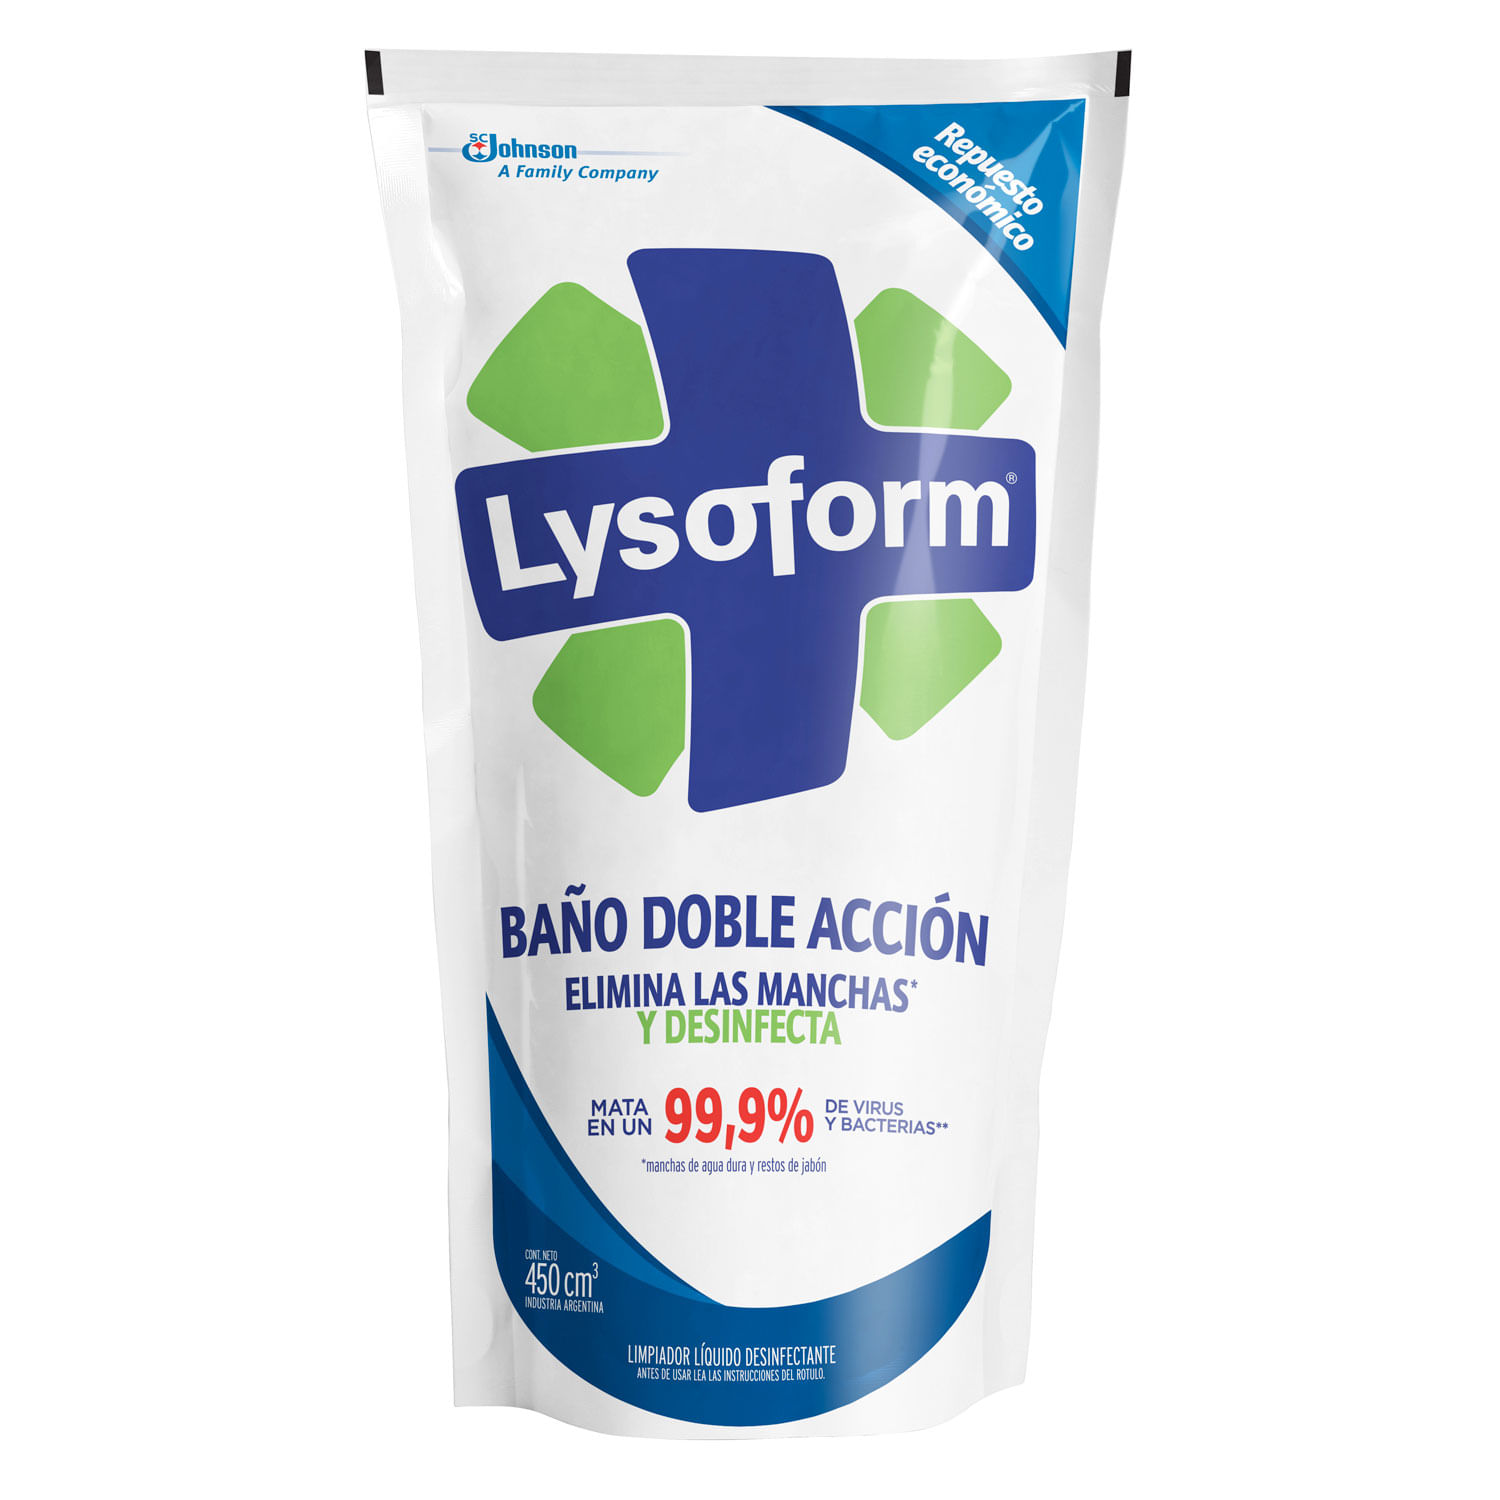 SC Johnson
A Family Company
Repuesto
económico
Lysoform®
BAÑO DOBLE ACCIÓN
ELIMINA LAS MANCHAS*
Y DESINFECTA
MATA
EN UN
99,9%
DE VIRUS
Y BACTERIAS**
*manchas de agua dura y restos de jabón
CONT. NETO
450 cm³
INDUSTRIA ARGENTINA
LIMPIADOR LÍQUIDO DESINFECTANTE
ANTES DE USAR LEA LAS INSTRUCCIONES DEL ROTULO.